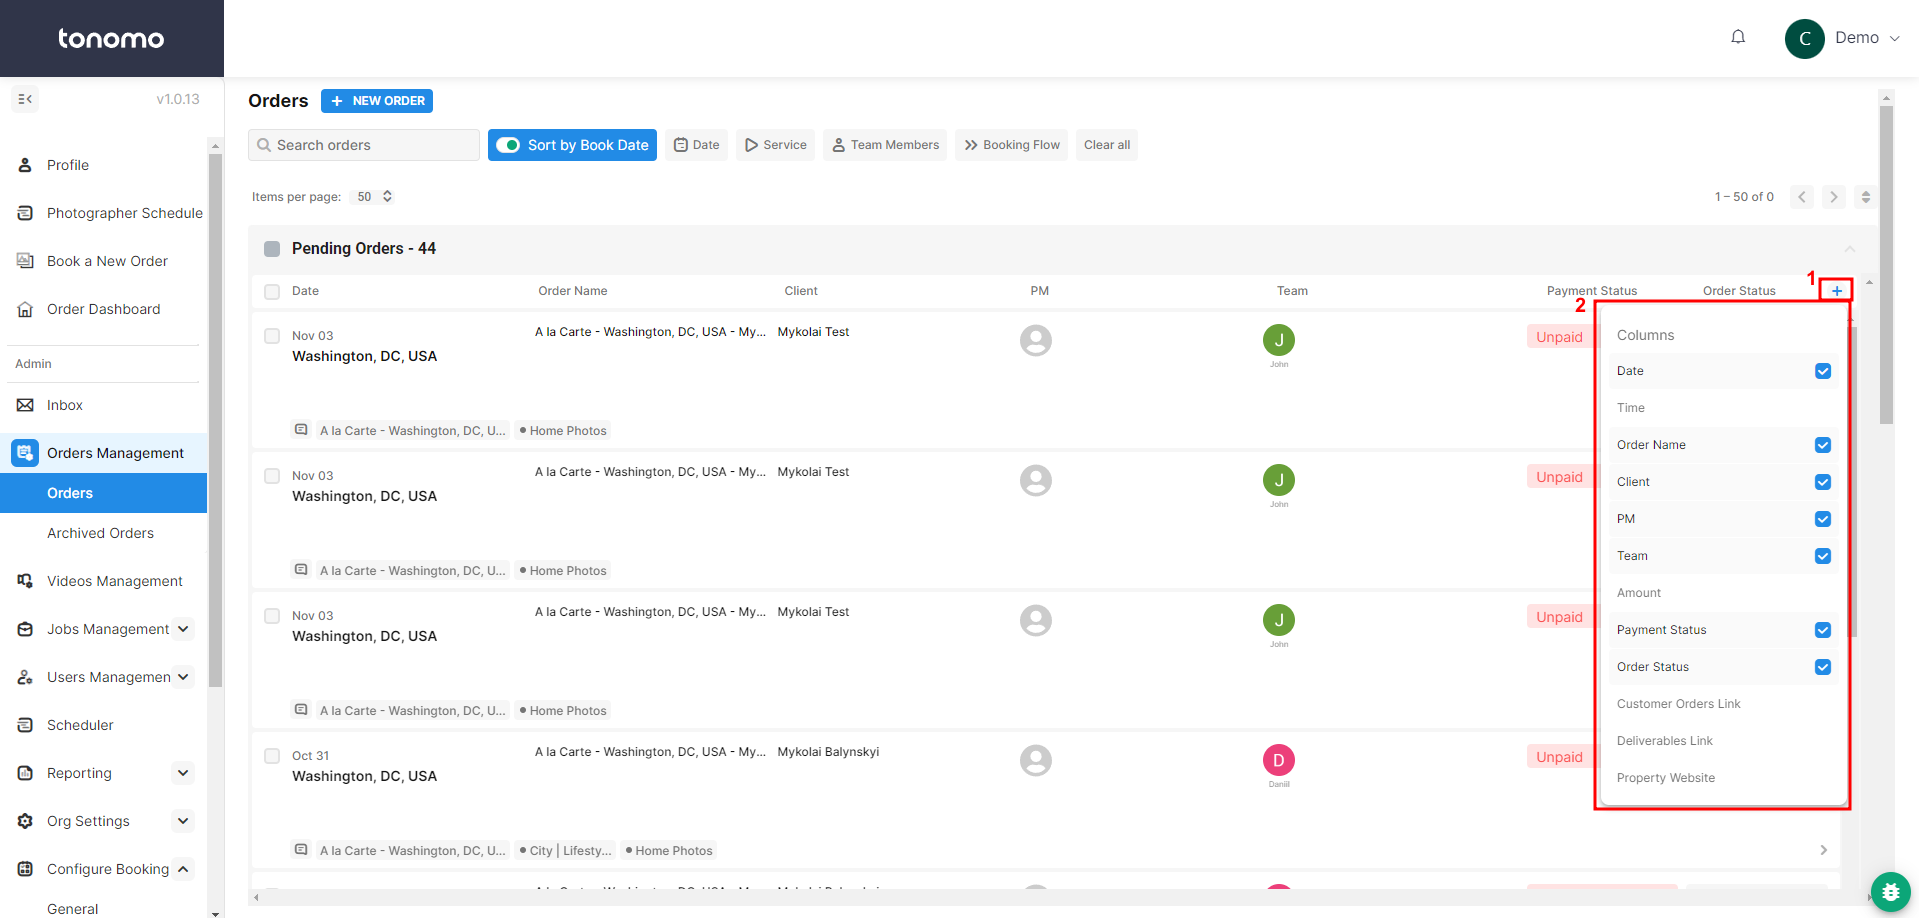 tonomo
C Demo
v1.0.13
Profile
Photographer Schedule
Book a New Order
Order Dashboard
Admin
Inbox
Orders Management
Orders
Archived Orders
Videos Management
Jobs Management
Users Managemen
Scheduler
Reporting
Org Settings
Configure Booking
General
Orders + NEW ORDER
Search orders Sort by Book Date Date Service Team Members Booking Flow Clear all
Items per page: 50 1 – 50 of 0
Pending Orders - 44
Date Order Name Client PM Team Payment Status Order Status 1 +
2
Nov 03 A la Carte - Washington, DC, USA - My... Mykolai Test J Unpaid
Washington, DC, USA John
A la Carte - Washington, DC, U... • Home Photos
Nov 03 A la Carte - Washington, DC, USA - My... Mykolai Test J Unpaid
Washington, DC, USA John
A la Carte - Washington, DC, U... • Home Photos
Nov 03 A la Carte - Washington, DC, USA - My... Mykolai Test J Unpaid
Washington, DC, USA John
A la Carte - Washington, DC, U... • Home Photos
Oct 31 A la Carte - Washington, DC, USA - My... Mykolai Balynskyi D Unpaid
Washington, DC, USA Daniil
A la Carte - Washington, DC, U... • City | Lifesty... • Home Photos
Columns
Date
Time
Order Name
Client
PM
Team
Amount
Payment Status
Order Status
Customer Orders Link
Deliverables Link
Property Website